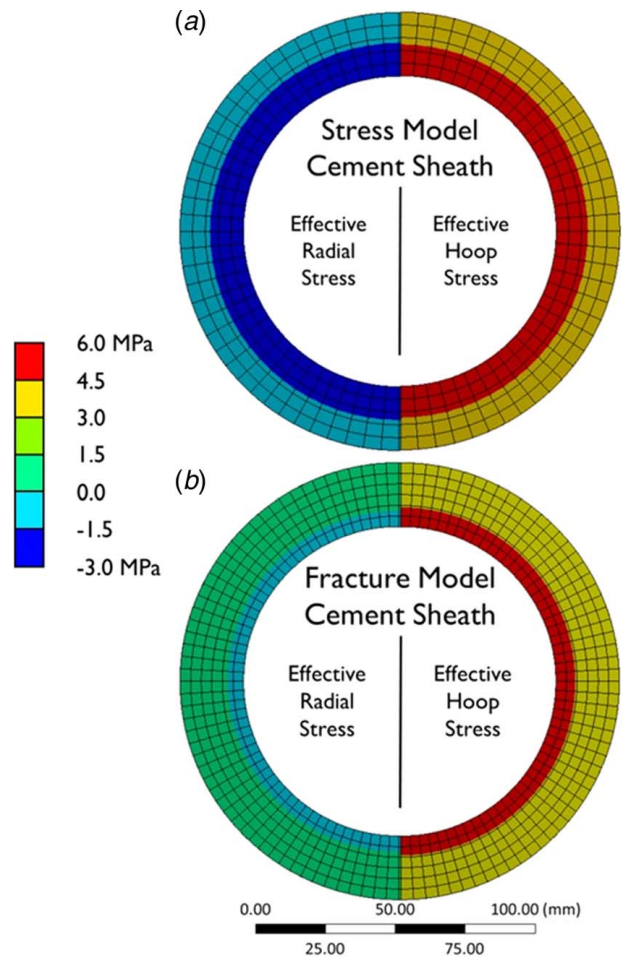 (a)
Stress Model
Cement Sheath
Effective
Radial
Stress
Effective
Hoop
Stress
6.0 MPa
4.5
3.0
1.5
0.0
-1.5
-3.0 MPa
(b)
Fracture Model
Cement Sheath
Effective
Radial
Stress
Effective
Hoop
Stress
0.00 50.00 100.00 (mm)
25.00 75.00